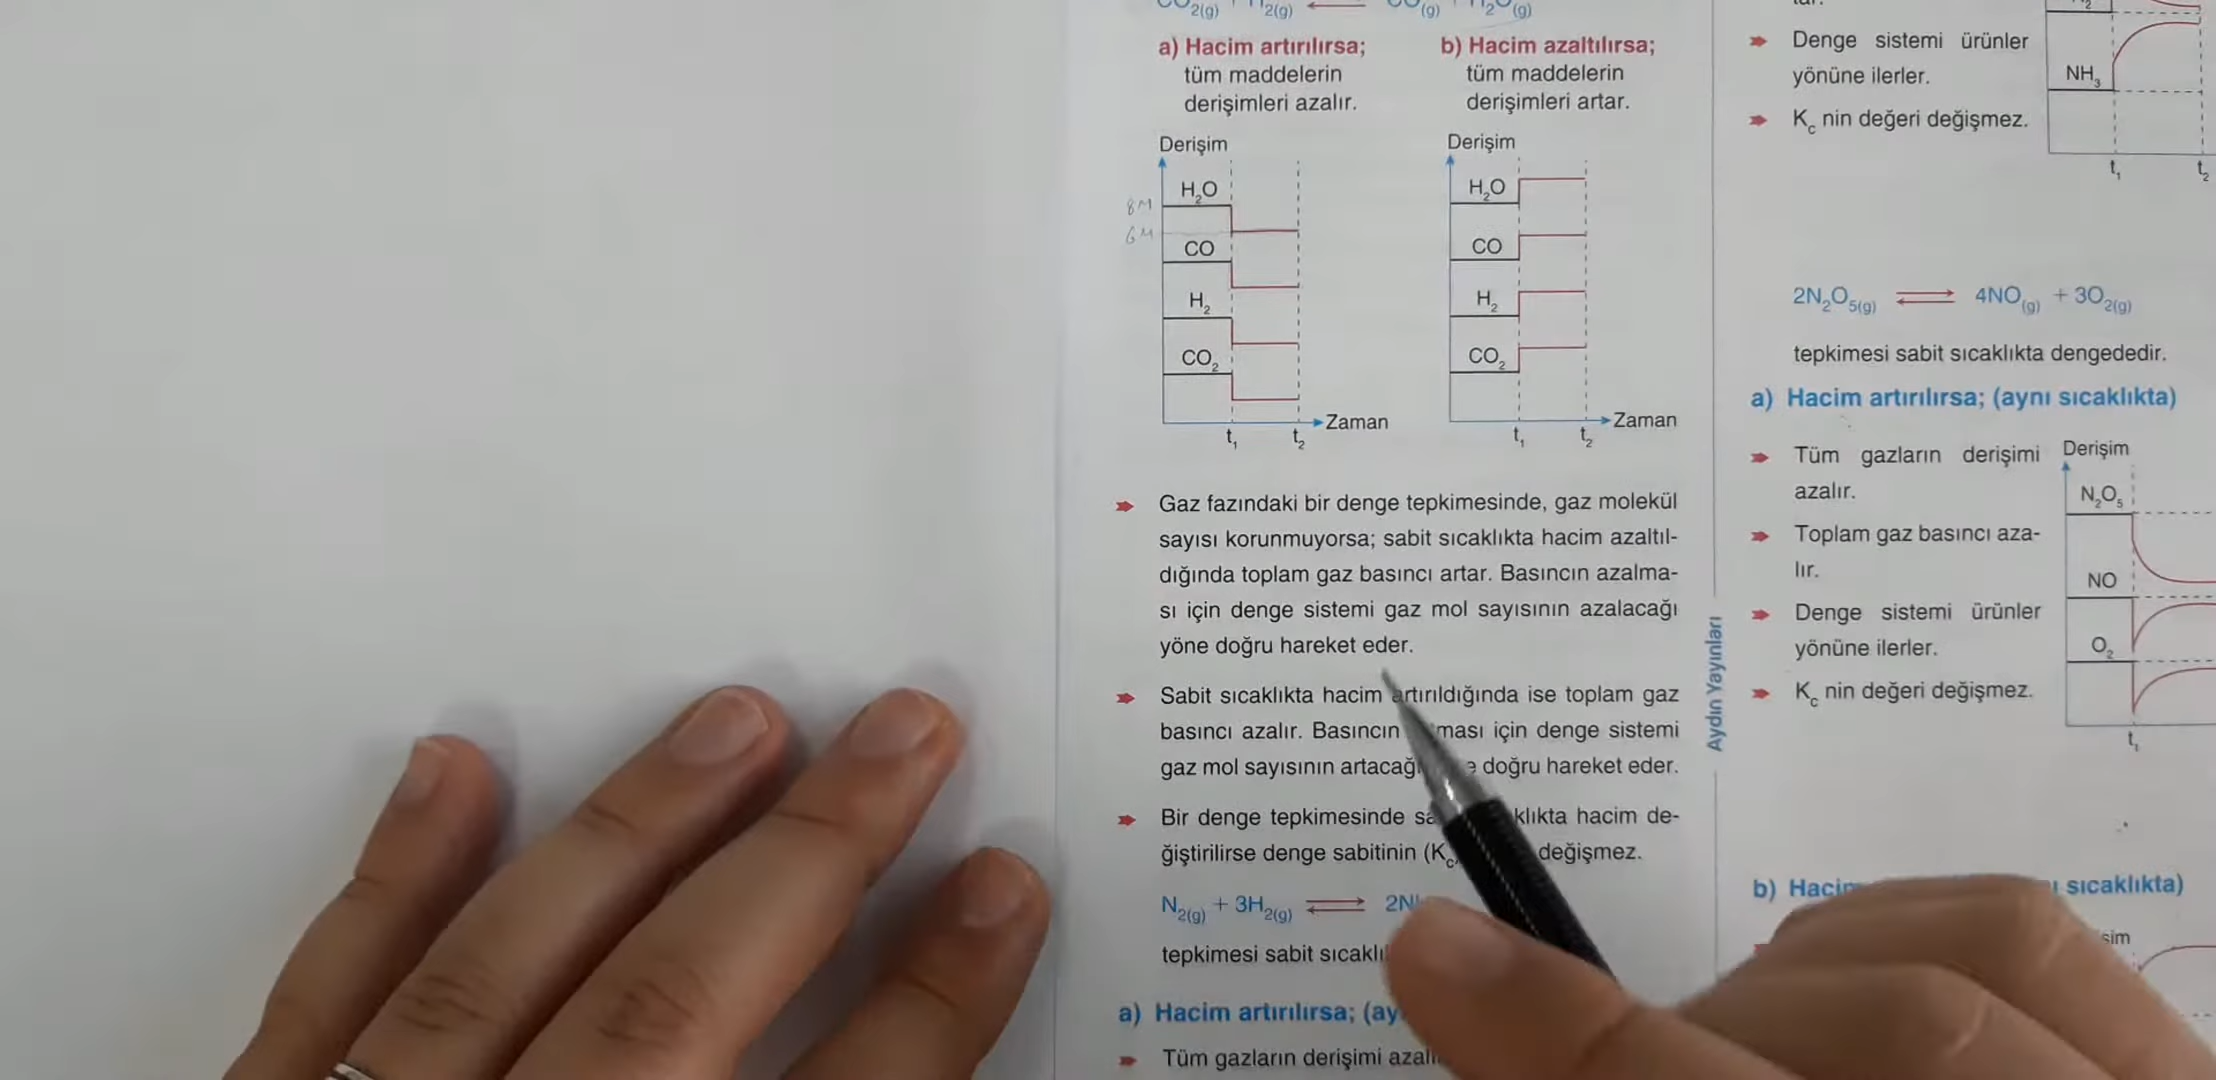 CO2(g) + H2(g) ⇌ CO(g) + H2O(g)
a) Hacim artırılırsa;
tüm maddelerin
derişimleri azalır.
Derişim
H2O
8M
6M
CO
H2
CO2
Zaman
t1 t2
b) Hacim azaltılırsa;
tüm maddelerin
derişimleri artar.
Derişim
H2O
CO
H2
CO2
Zaman
t1 t2
Gaz fazındaki bir denge tepkimesinde, gaz molekül
sayısı korunmuyorsa; sabit sıcaklıkta hacim azaltıl-
dığında toplam gaz basıncı artar. Basıncın azalma-
sı için denge sistemi gaz mol sayısının azalacağı
yöne doğru hareket eder.
Sabit sıcaklıkta hacim artırıldığında ise toplam gaz
basıncı azalır. Basıncın ması için denge sistemi
gaz mol sayısının artacağı doğru hareket eder.
Bir denge tepkimesinde sa klıkta hacim de-
ğiştirilirse denge sabitinin (Kc) değişmez.
N2(g) + 3H2(g) ⇌ 2N
tepkimesi sabit sıcaklı
a) Hacim artırılırsa; (ay
Tüm gazların derişimi azalı
Aydın Yayınları
tar.
Denge sistemi ürünler
yönüne ilerler.
Kc nin değeri değişmez.
NH3
t1 t2
2N2O5(g) ⇌ 4NO(g) + 3O2(g)
tepkimesi sabit sıcaklıkta dengededir.
a) Hacim artırılırsa; (aynı sıcaklıkta)
Tüm gazların derişimi
azalır.
Toplam gaz basıncı aza-
lır.
Denge sistemi ürünler
yönüne ilerler.
Kc nin değeri değişmez.
Derişim
N2O5
NO
O2
t1
b) Hacim sıcaklıkta)